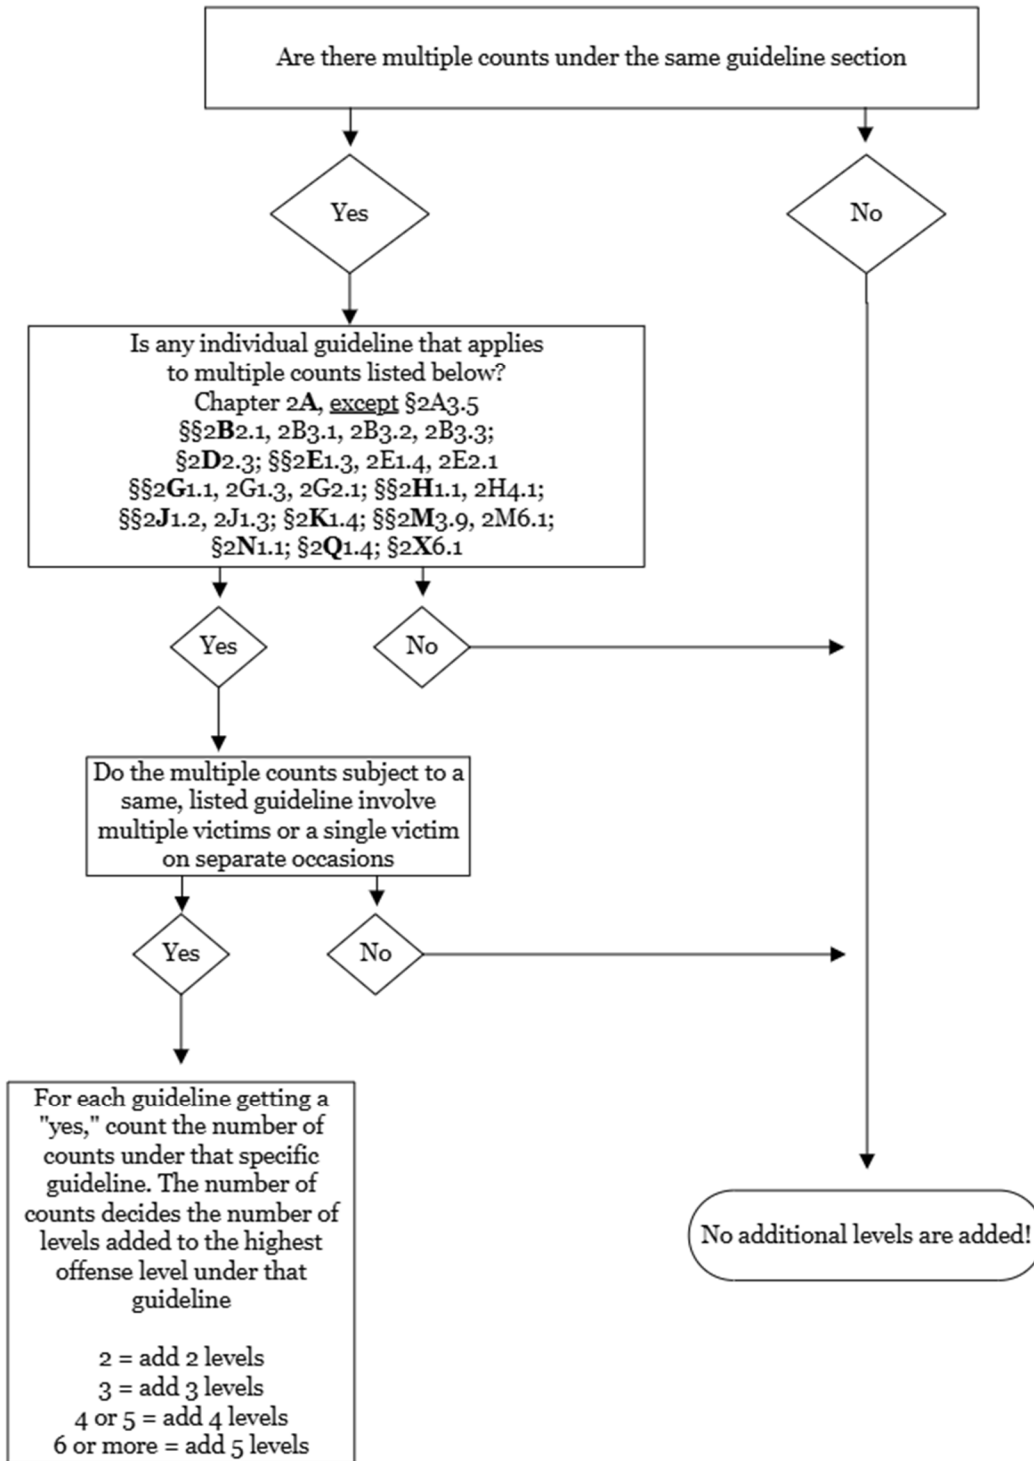 Are there multiple counts under the same guideline section
Yes
No
Is any individual guideline that applies
to multiple counts listed below?
Chapter 2A, except §2A3.5
§§2B2.1, 2B3.1, 2B3.2, 2B3.3;
§2D2.3; §§2E1.3, 2E1.4, 2E2.1
§§2G1.1, 2G1.3, 2G2.1; §§2H1.1, 2H4.1;
§§2J1.2, 2J1.3; §2K1.4; §§2M3.9, 2M6.1;
§2N1.1; §2Q1.4; §2X6.1
Yes
No
Do the multiple counts subject to a
same, listed guideline involve
multiple victims or a single victim
on separate occasions
Yes
No
For each guideline getting a
"yes," count the number of
counts under that specific
guideline. The number of
counts decides the number of
levels added to the highest
offense level under that
guideline
2 = add 2 levels
3 = add 3 levels
4 or 5 = add 4 levels
6 or more = add 5 levels
No additional levels are added!